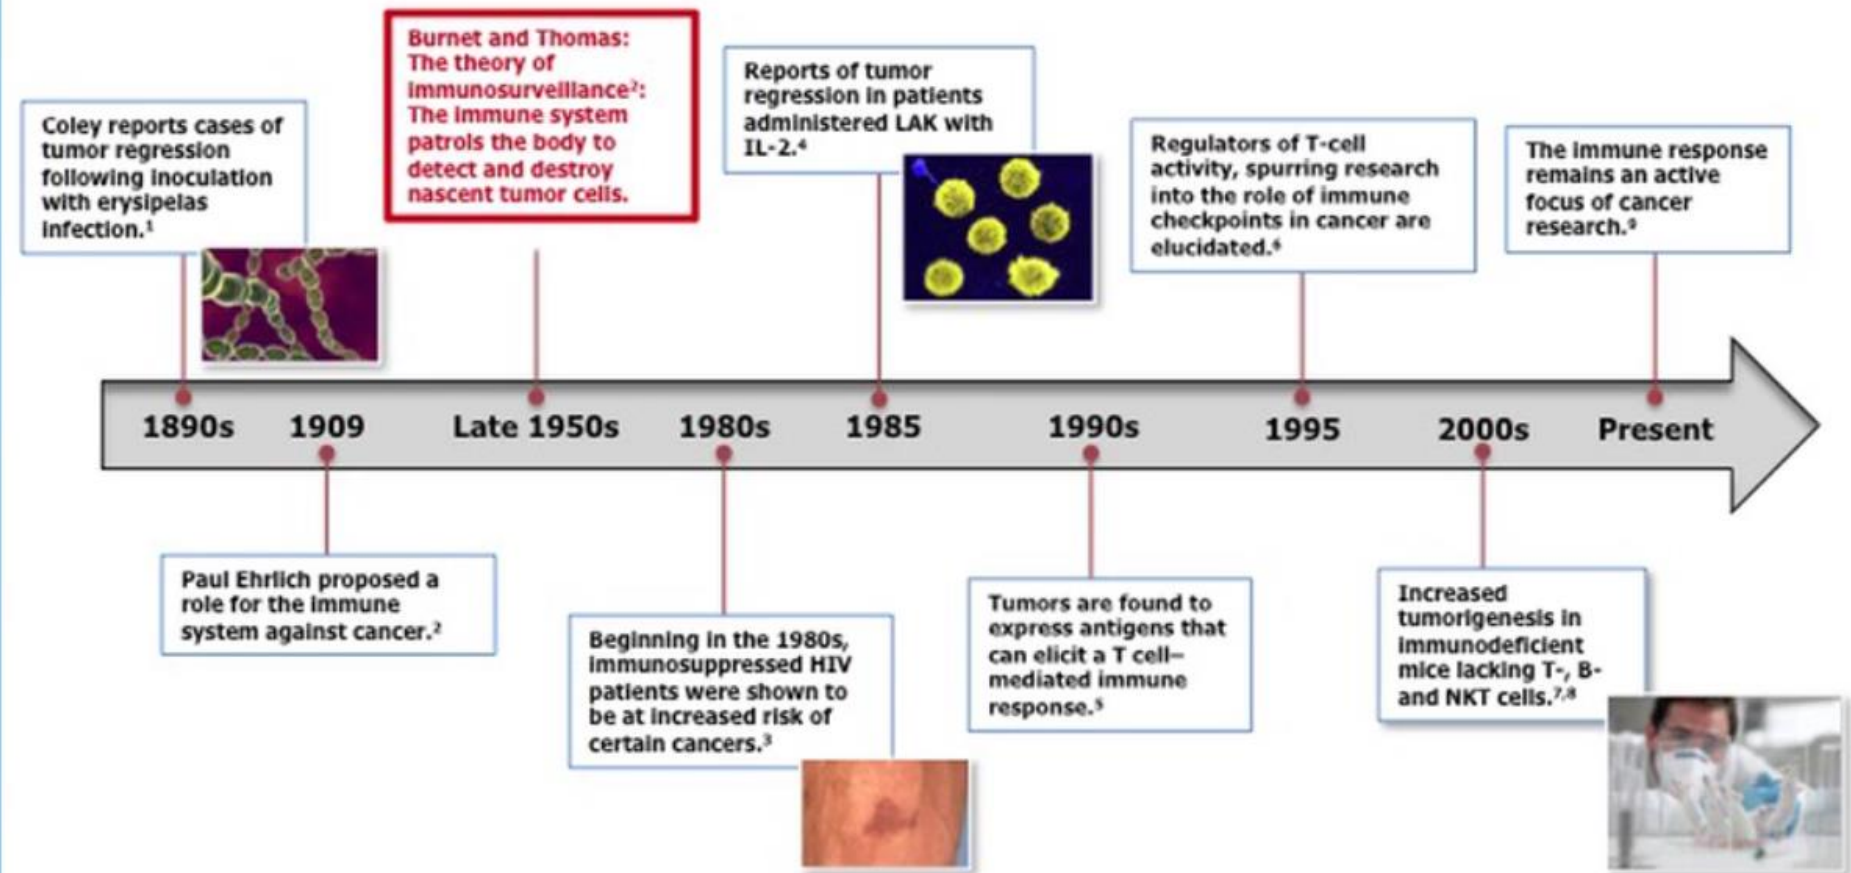 Coley reports cases of
tumor regression
following inoculation
with erysipelas
infection.¹
Burnet and Thomas:
The theory of
immunosurveillance²:
The immune system
patrols the body to
detect and destroy
nascent tumor cells.
Reports of tumor
regression in patients
administered LAK with
IL-2.⁴
Regulators of T-cell
activity, spurring research
into the role of immune
checkpoints in cancer are
elucidated.⁶
The immune response
remains an active
focus of cancer
research.⁹
1890s 1909 Late 1950s 1980s 1985 1990s 1995 2000s Present
Paul Ehrlich proposed a
role for the immune
system against cancer.²
Beginning in the 1980s,
immunosuppressed HIV
patients were shown to
be at increased risk of
certain cancers.³
Tumors are found to
express antigens that
can elicit a T cell–
mediated immune
response.⁵
Increased
tumorigenesis in
immunodeficient
mice lacking T-, B-
and NKT cells.⁷,⁸